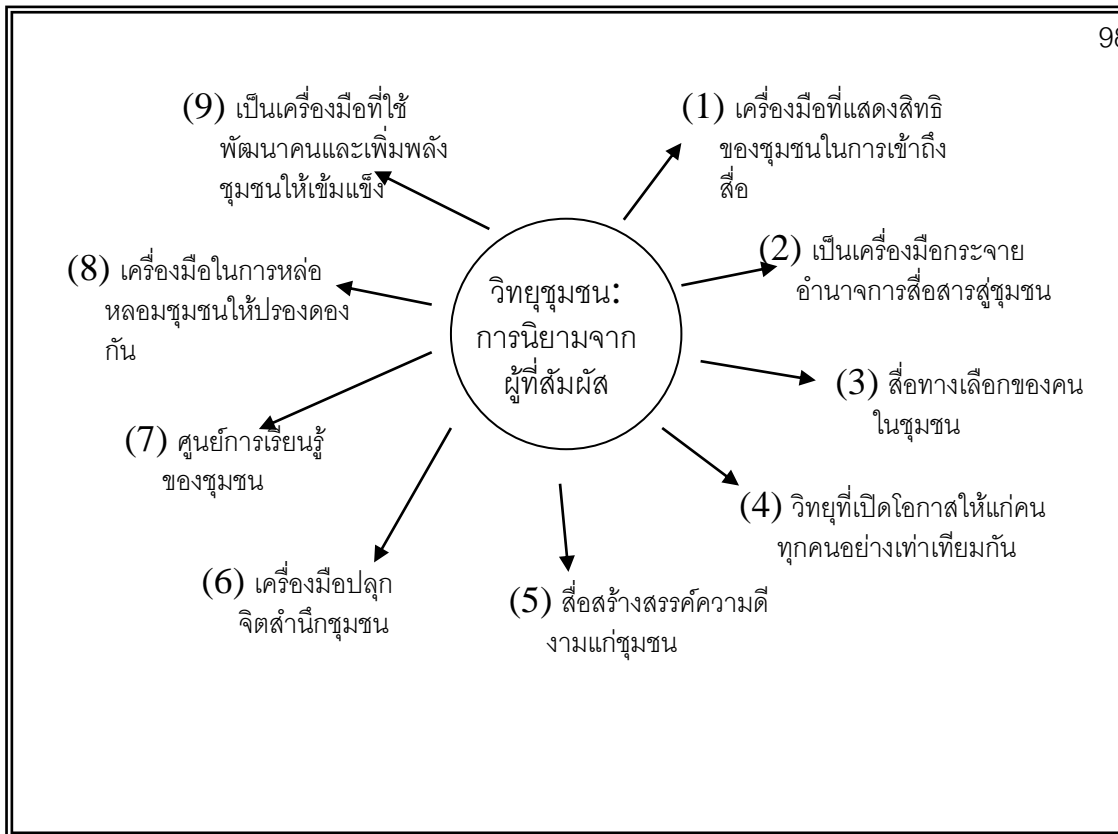 98
วิทยุชุมชน:
การนิยามจาก
ผู้ที่สัมผัส
(1) เครื่องมือที่แสดงสิทธิ
ของชุมชนในการเข้าถึง
สื่อ
(2) เป็นเครื่องมือกระจาย
อำนาจการสื่อสารสู่ชุมชน
(3) สื่อทางเลือกของคน
ในชุมชน
(4) วิทยุที่เปิดโอกาสให้แก่คน
ทุกคนอย่างเท่าเทียมกัน
(5) สื่อสร้างสรรค์ความดี
งามแก่ชุมชน
(6) เครื่องมือปลุก
จิตสำนึกชุมชน
(7) ศูนย์การเรียนรู้
ของชุมชน
(8) เครื่องมือในการหล่อ
หลอมชุมชนให้ปรองดอง
กัน
(9) เป็นเครื่องมือที่ใช้
พัฒนาคนและเพิ่มพลัง
ชุมชนให้เข้มแข็ง